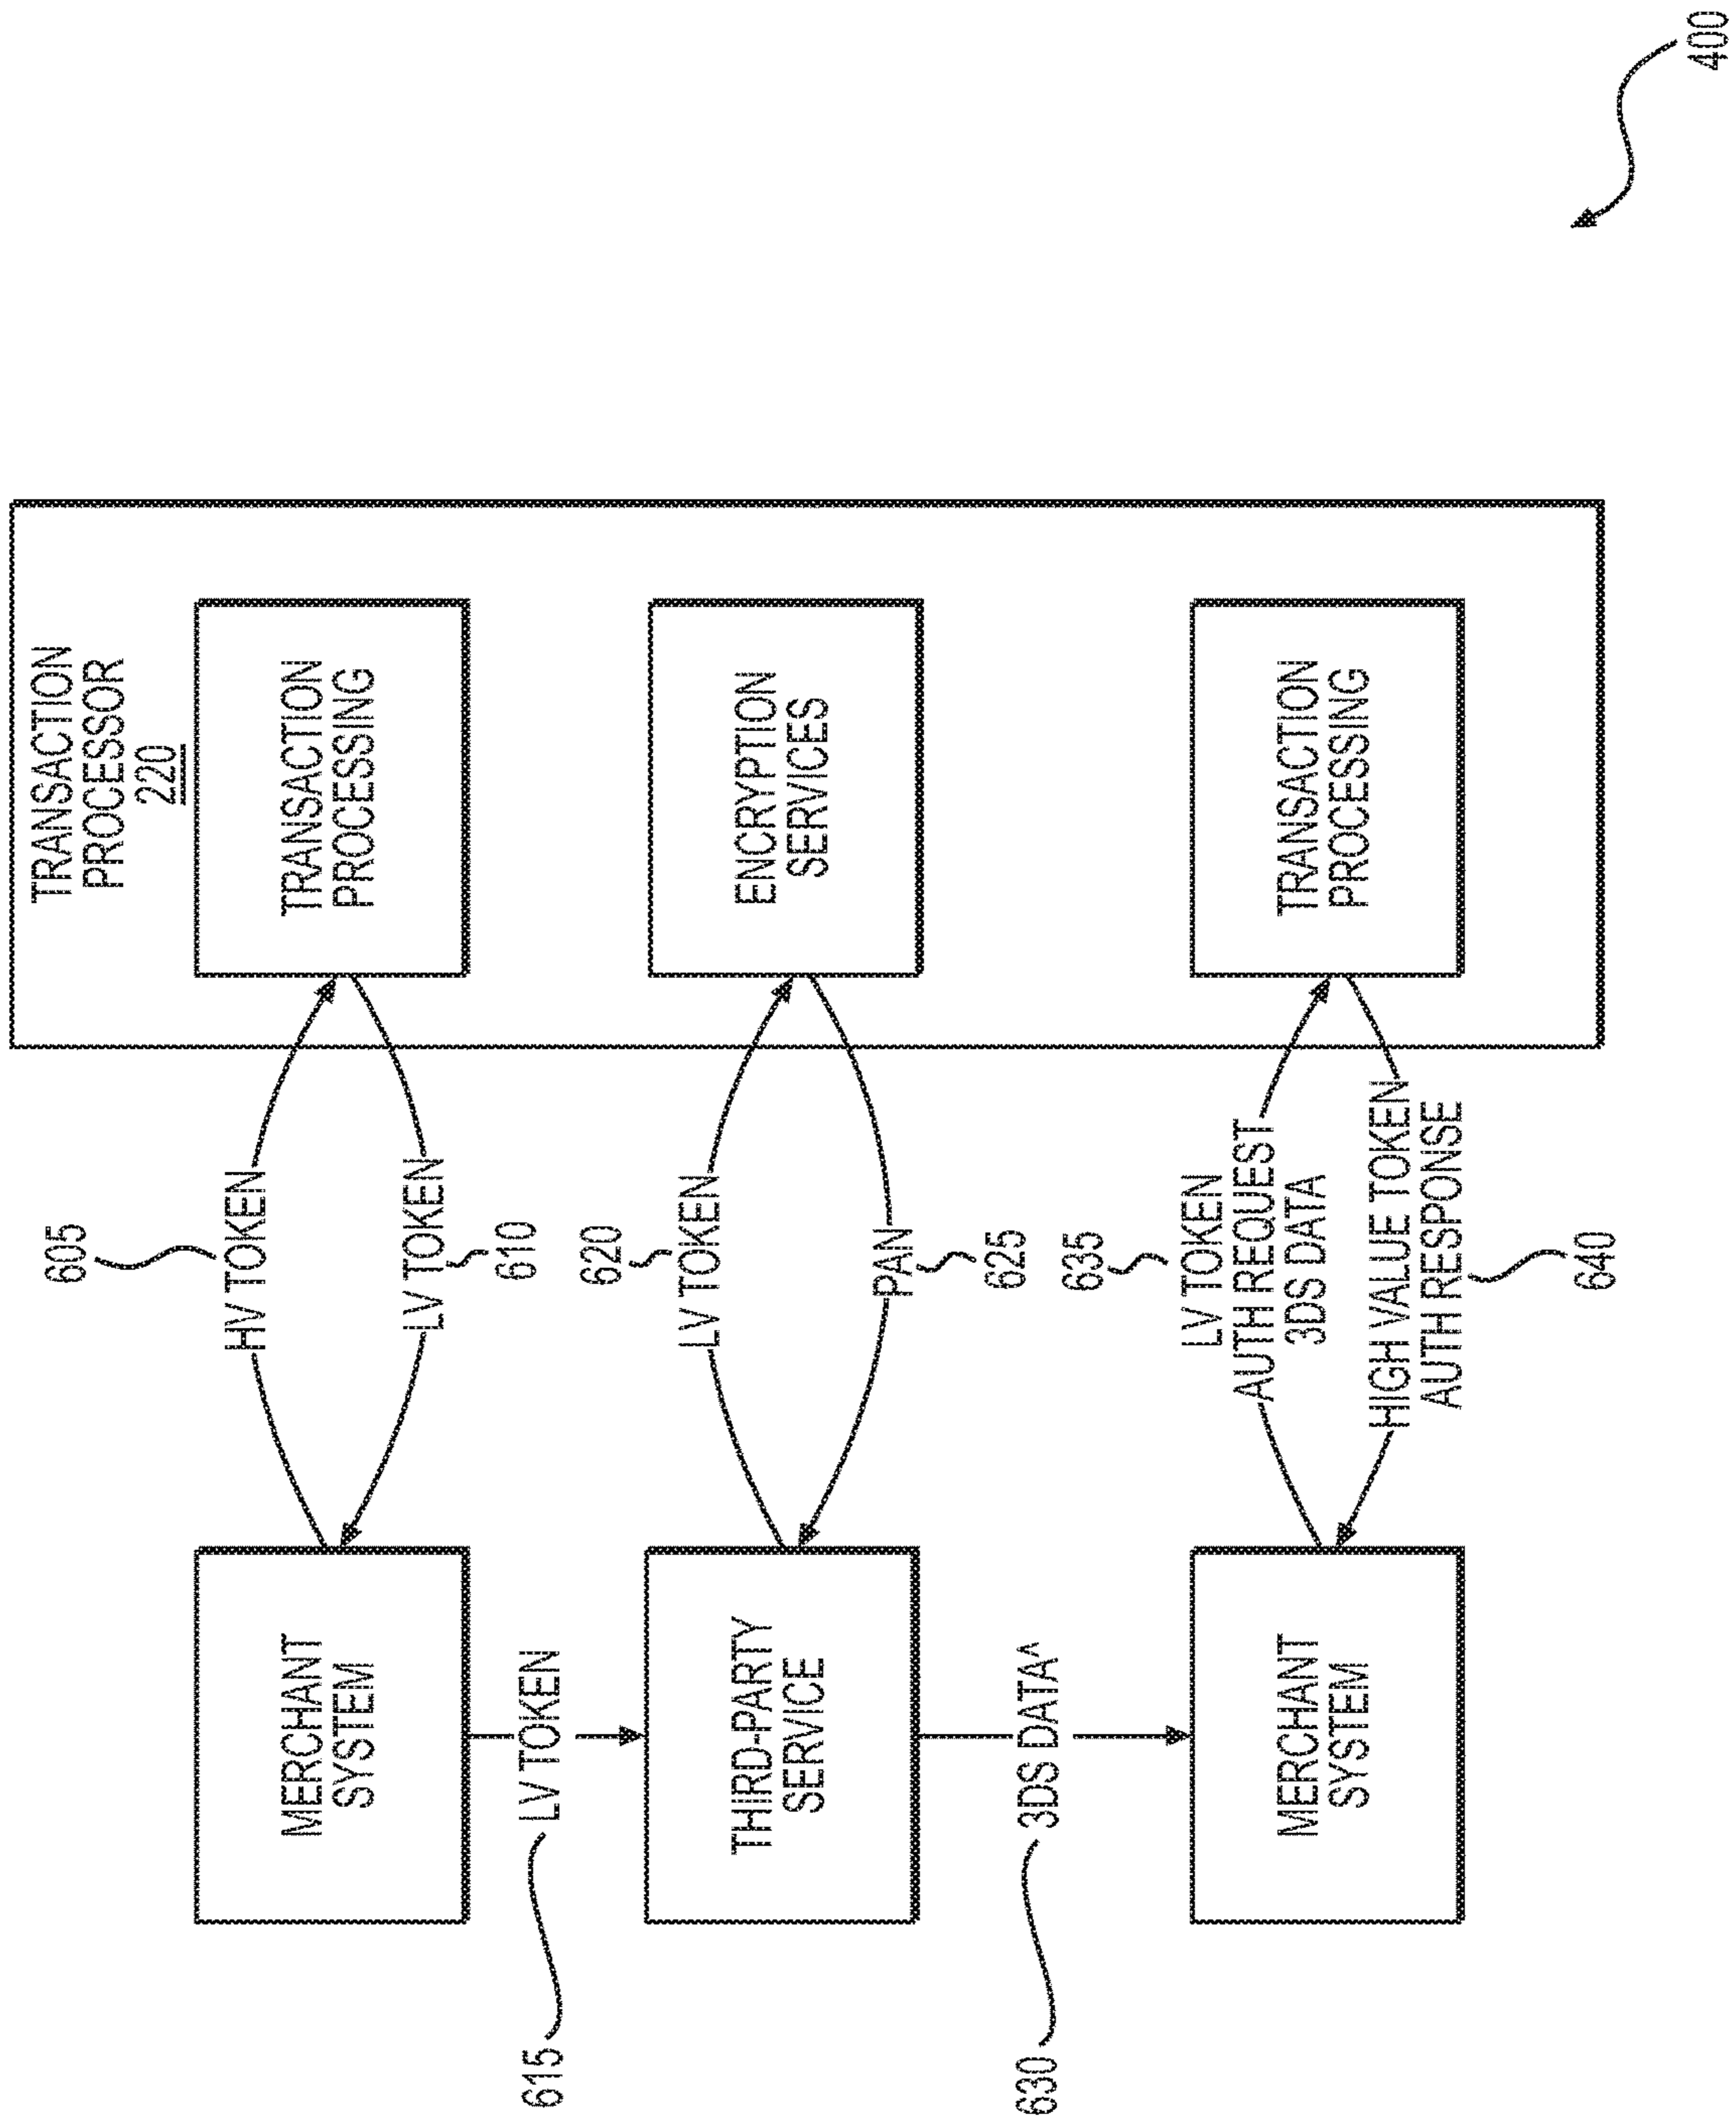 TRANSACTION
PROCESSOR
220
TRANSACTION
PROCESSING
605
HV TOKEN
LV TOKEN
610
MERCHANT
SYSTEM
615
LV TOKEN
620
LV TOKEN
ENCRYPTION
SERVICES
PAN
625
THIRD-PARTY
SERVICE
630
3DS DATA^
635
LV TOKEN
AUTH REQUEST
3DS DATA
TRANSACTION
PROCESSING
HIGH VALUE TOKEN
AUTH RESPONSE
640
MERCHANT
SYSTEM
400